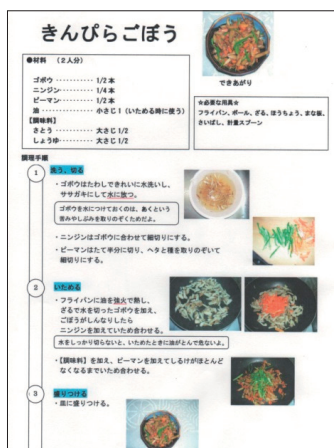 きんぴらごぼう
できあがり
●材料　（２人分）
ゴボウ ………… 1/2 本
ニンジン ………… 1/4 本
ピーマン ………… 1/2 本
油 ………… 小さじ１（いためる時に使う）
【調味料】
さとう ………… 大さじ 1/2
しょうゆ ………… 大さじ 1/2
☆必要な用具☆
フライパン、ボール、ざる、ほうちょう、まな板、
さいばし、計量スプーン
調理手順
1 洗う、切る
・ゴボウはたわしできれいに水洗いし、
ササガキにして水に放つ。
ゴボウを水につけておくのは、あくという
苦みやしぶみを取りのぞくためだよ。
・ニンジンはゴボウに合わせて細切りにする。
・ピーマンはたて半分に切り、ヘタと種を取りのぞいて
細切りにする。
2 いためる
・フライパンに油を強火で熱し、
ざるで水を切ったゴボウを加え、
ごぼうがしんなりしたら
ニンジンを加えていため合わせる。
水をしっかり切らないと、いためたときに油がとんで危ないよ。
・【調味料】を加え、ピーマンを加えてしるけがほとんど
なくなるまでいため合わせる。
3 盛りつける
・皿に盛りつける。